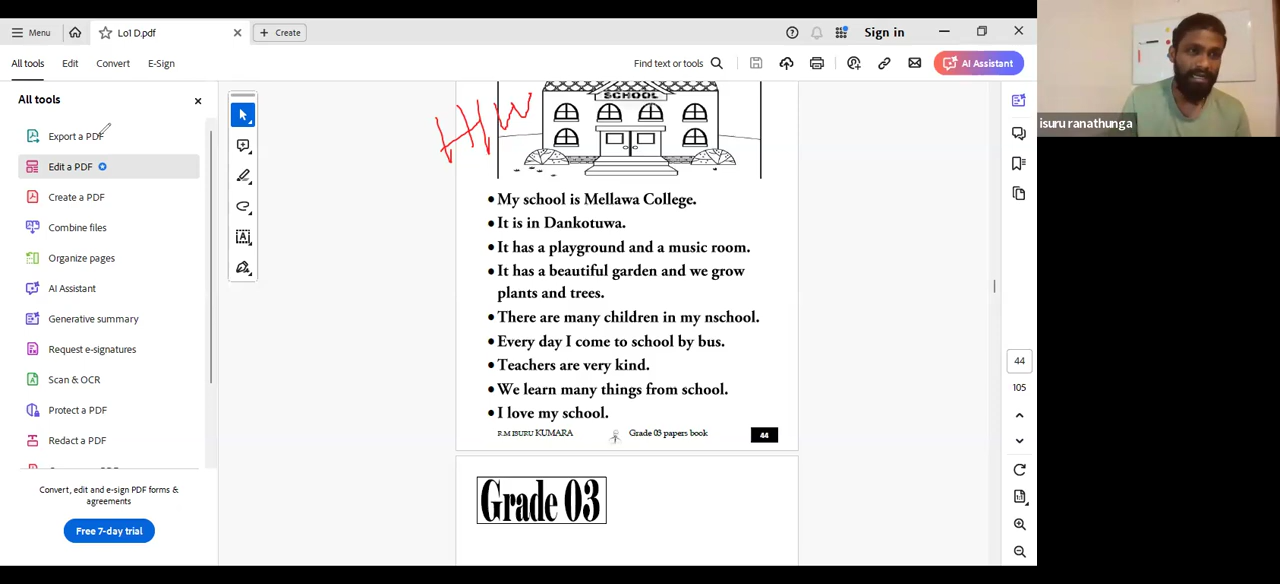 Menu
Lo1 D.pdf
Create
Sign in
All tools
Edit
Convert
E-Sign
Find text or tools
AI Assistant
All tools
Export a PDF
Edit a PDF
Create a PDF
Combine files
Organize pages
AI Assistant
Generative summary
Request e-signatures
Scan & OCR
Protect a PDF
Redact a PDF
Convert, edit and e-sign PDF forms &
agreements
Free 7-day trial
HW
SCHOOL
• My school is Mellawa College.
• It is in Dankotuwa.
• It has a playground and a music room.
• It has a beautiful garden and we grow
plants and trees.
• There are many children in my nschool.
• Every day I come to school by bus.
• Teachers are very kind.
• We learn many things from school.
• I love my school.
R.M ISURU KUMARA Grade 03 papers book 44
Grade 03
44
105
isuru ranathunga